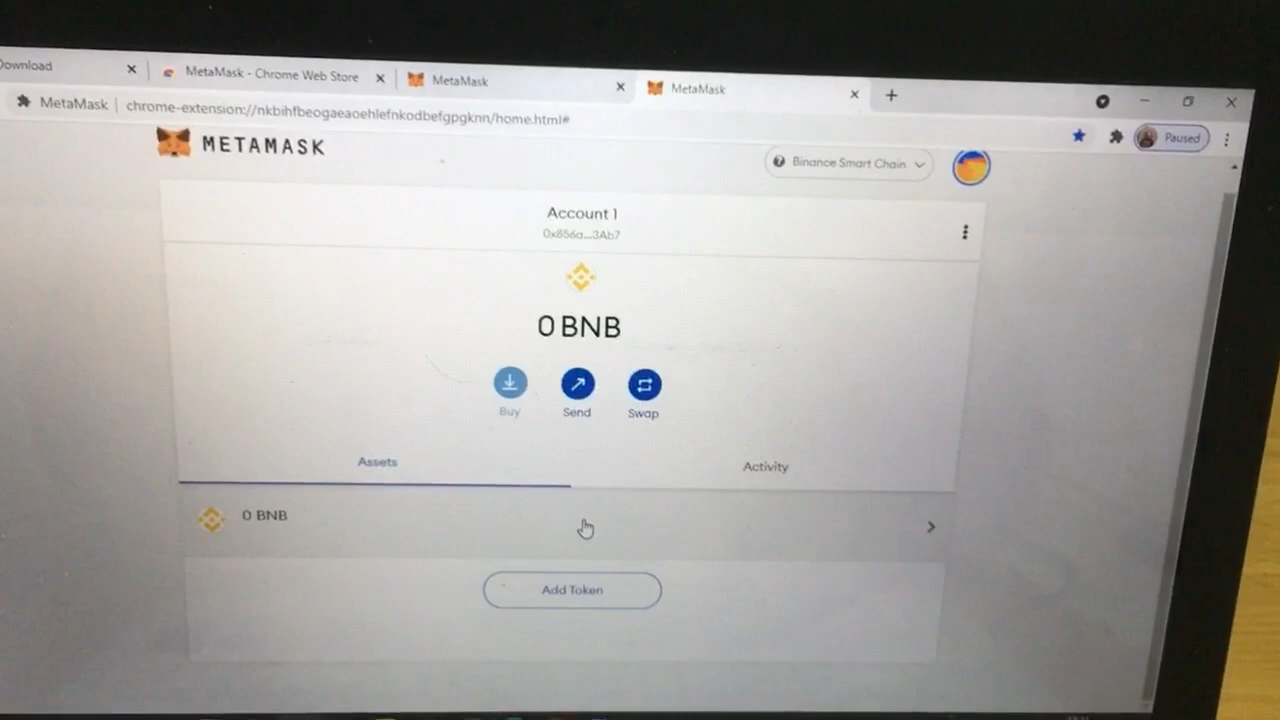 Download
MetaMask - Chrome Web Store
MetaMask
MetaMask
MetaMask
chrome-extension://nkbihfbeogaeaoehlefnkodbefgpgknn/home.html#
Paused
METAMASK
Binance Smart Chain
Account 1
0x856a...3Ab7
0 BNB
Buy
Send
Swap
Assets
Activity
0 BNB
Add Token